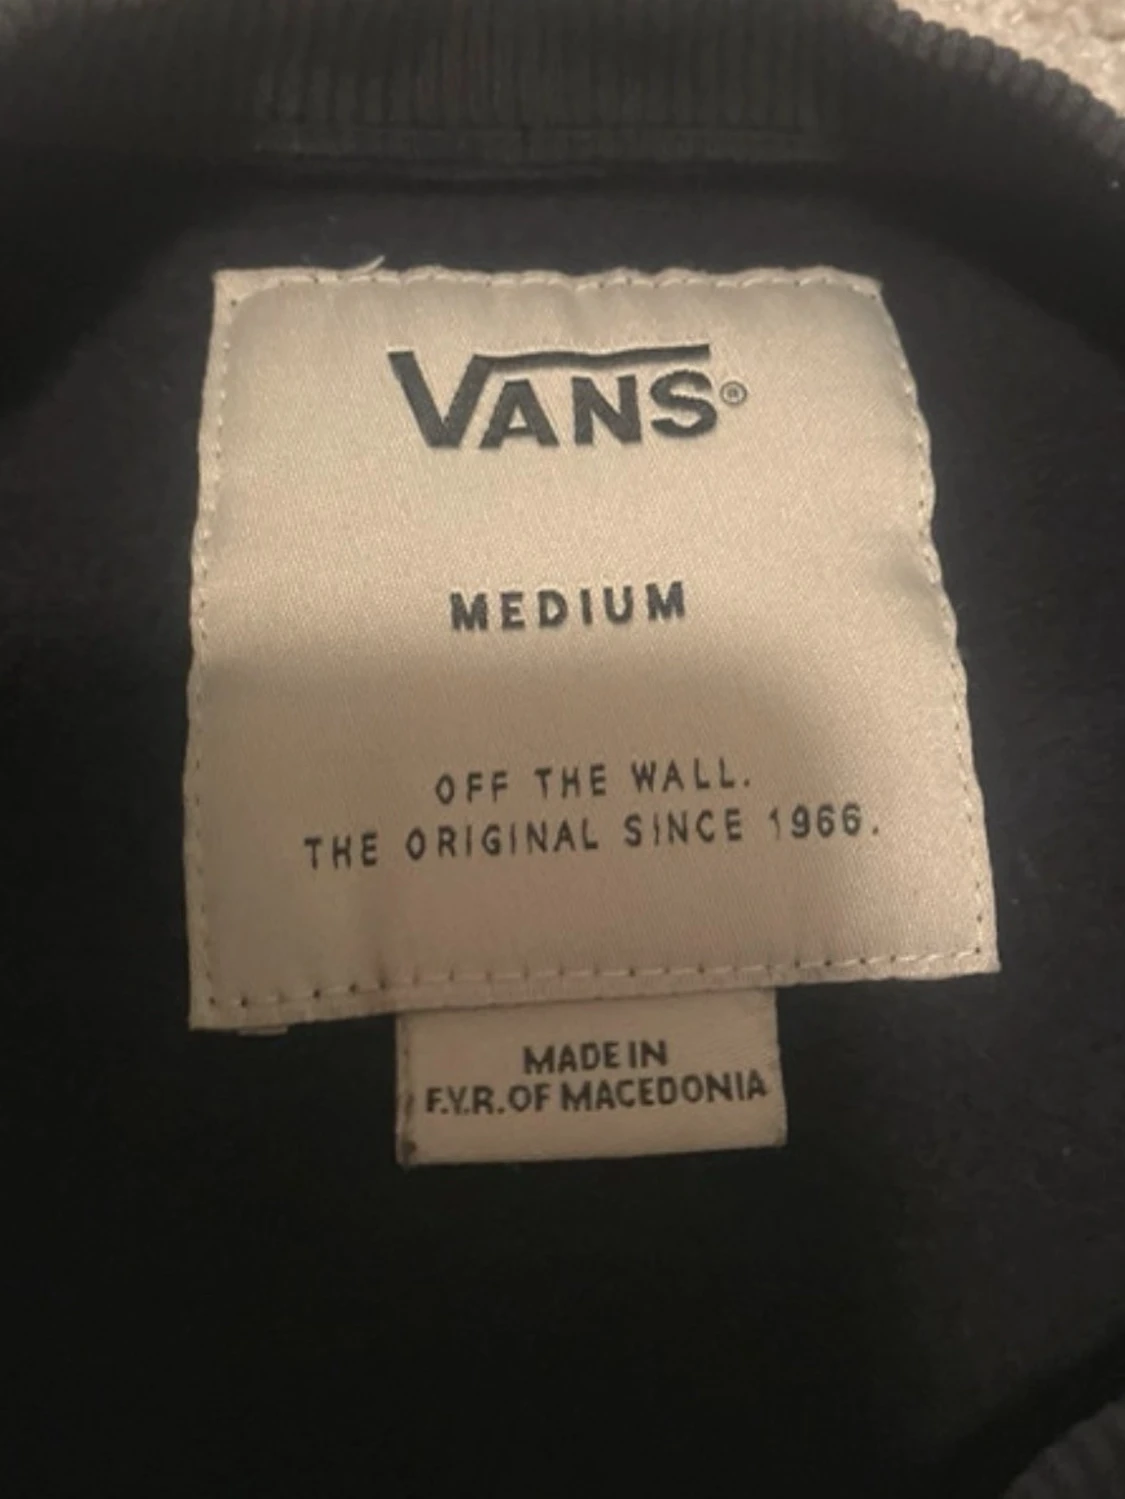 VANS®
MEDIUM
OFF THE WALL.
THE ORIGINAL SINCE 1966.
MADE IN
F.Y.R. OF MACEDONIA